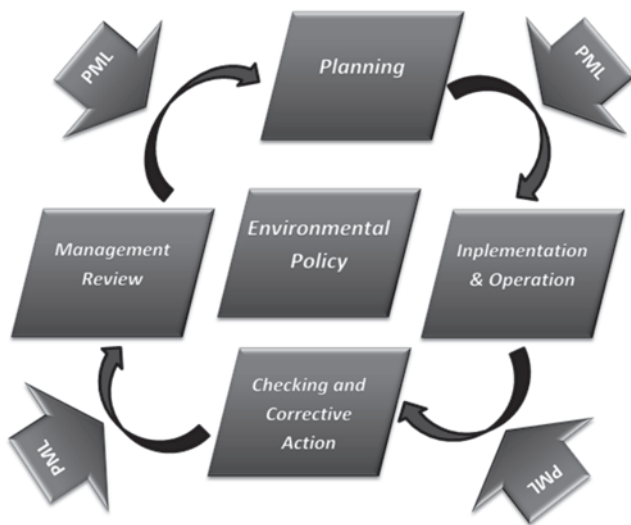 PML
Planning
PML
Management
Review
Environmental
Policy
Inplementation
& Operation
Checking and
Corrective
Action
PML
PML